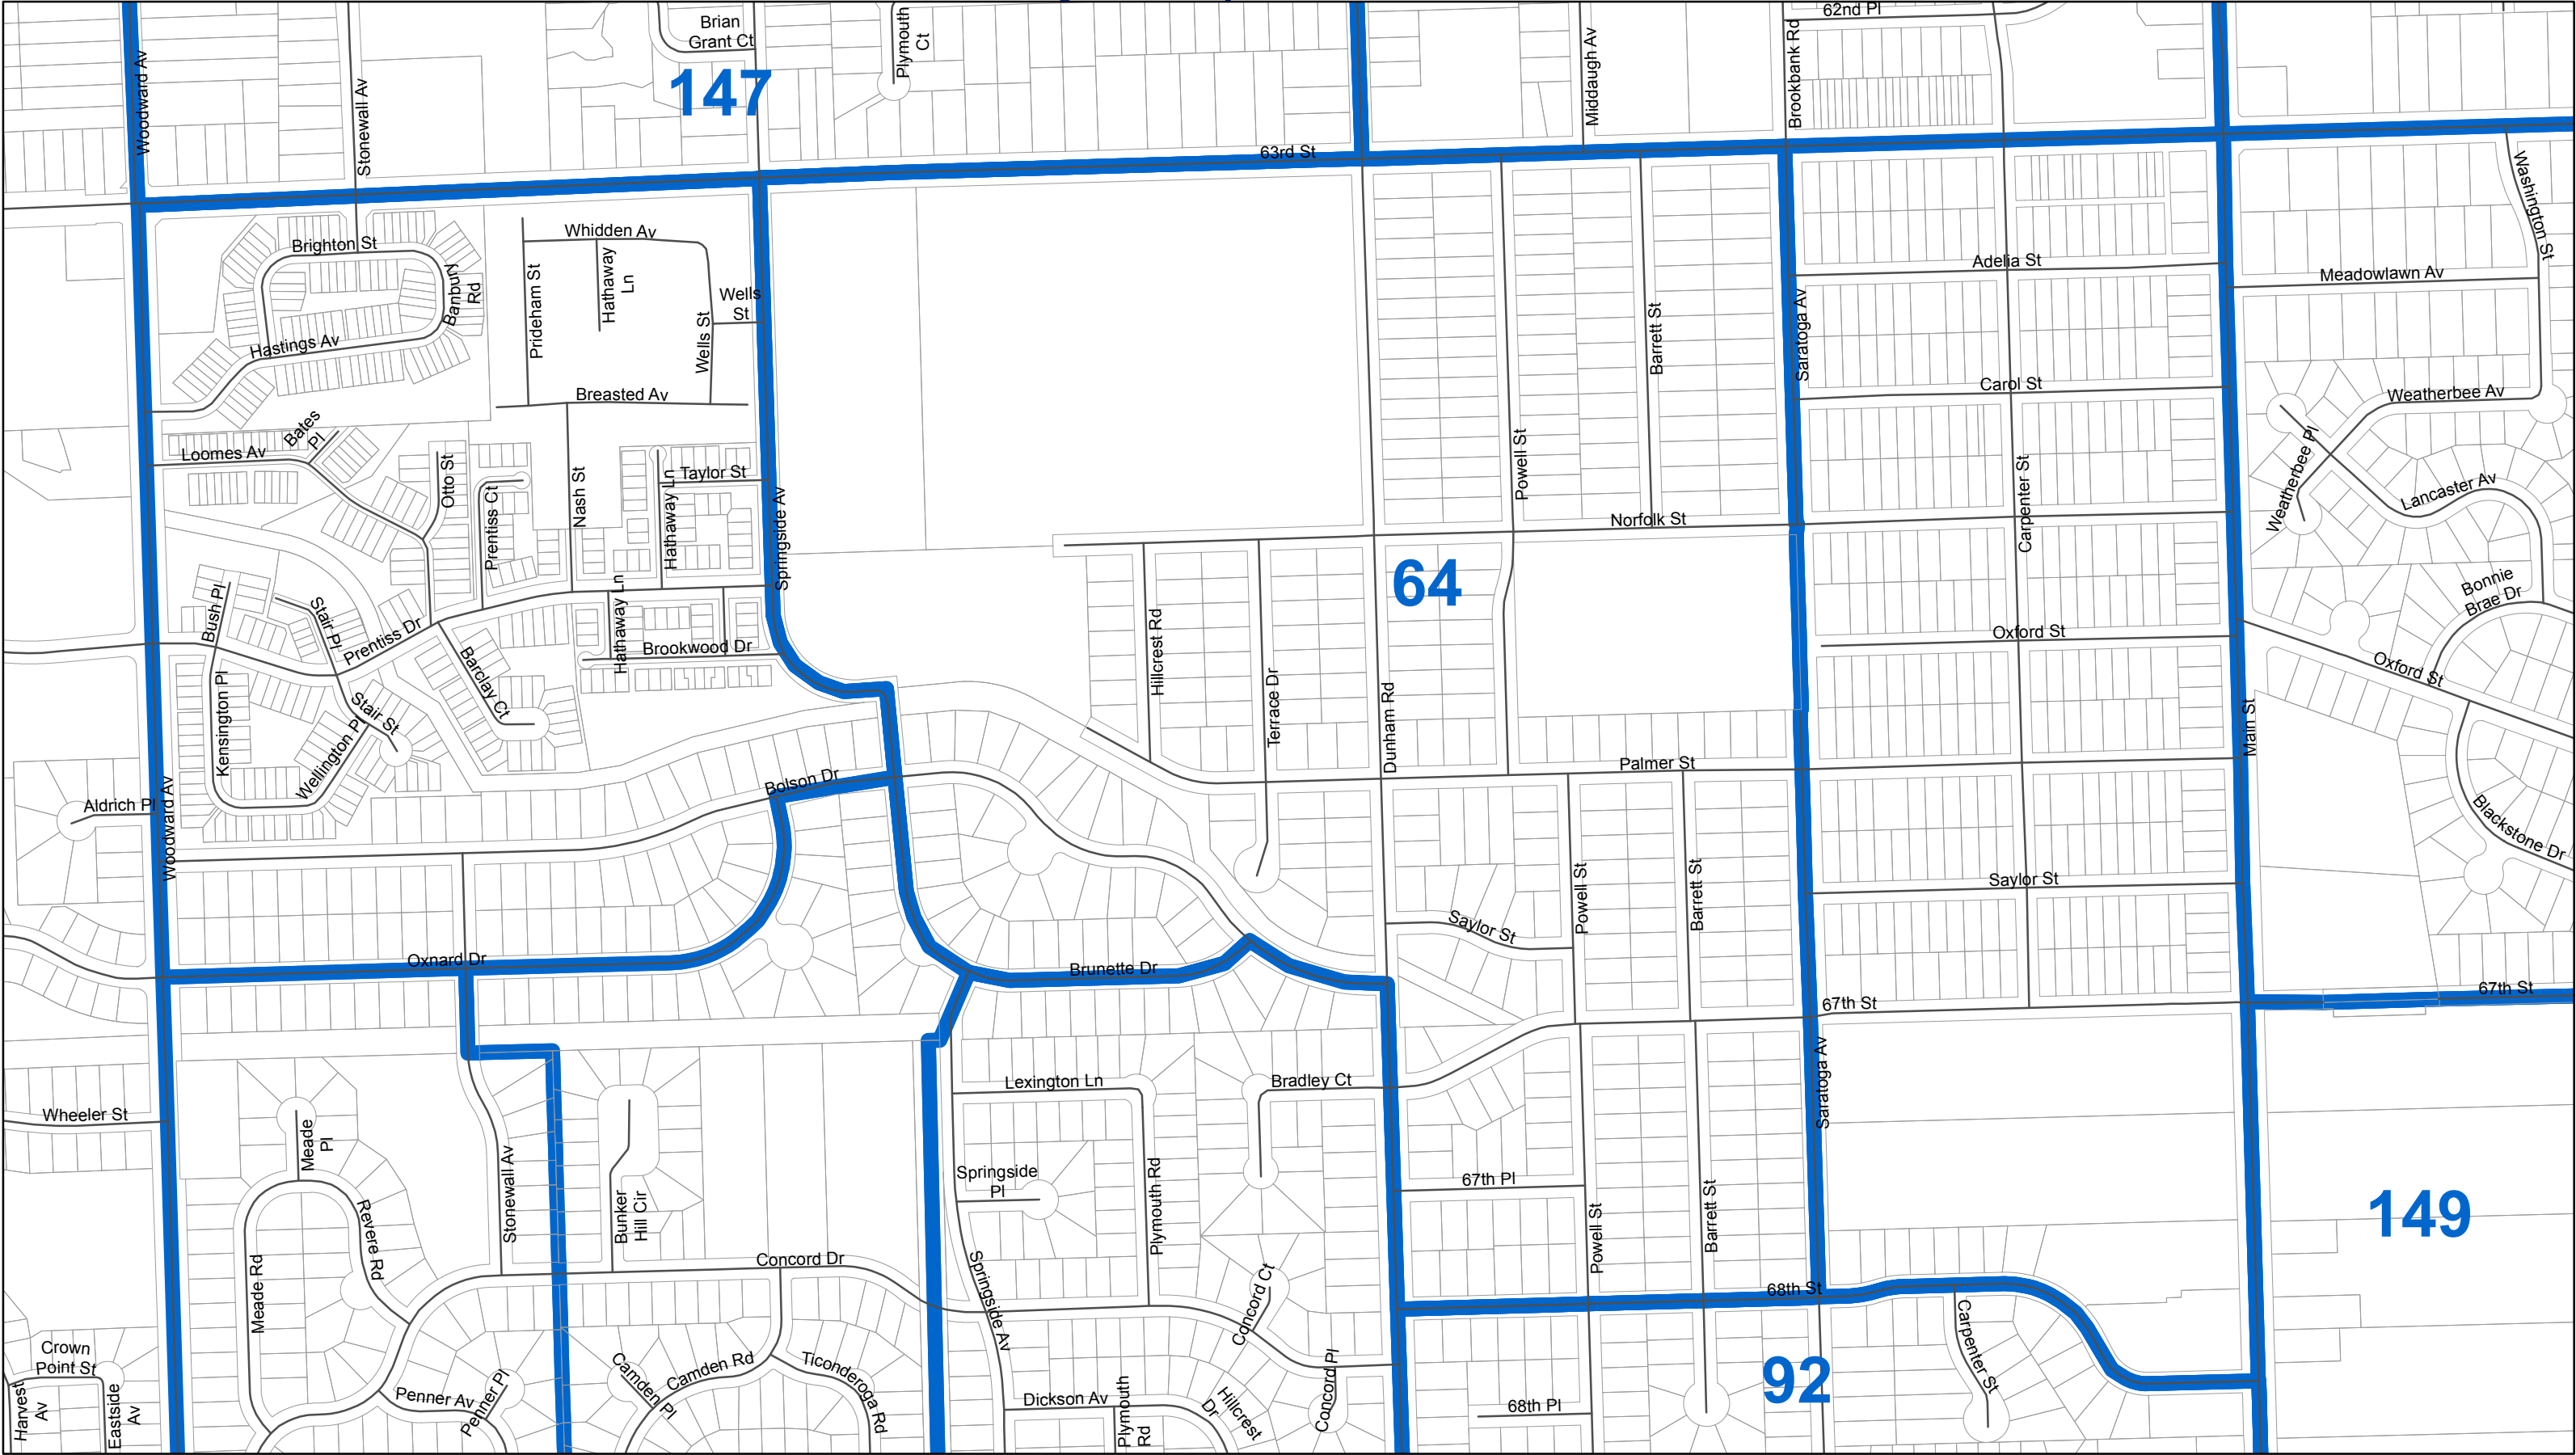 Brian
Grant Ct
Plymouth
Ct
62nd Pl
Woodward Av
Stonewall Av
147
Middaugh Av
Brookbank Rd
63rd St
Washington St
Brighton St
Whidden Av
Banbury
Rd
Prideham St
Hathaway
Ln
Wells
St
Wells St
Adelia St
Meadowlawn Av
Barrett St
Saratoga Av
Hastings Av
Breasted Av
Carol St
Weatherbee Av
Bates
Pl
Loomes Av
Otto St
Prentiss Ct
Nash St
Hathaway Ln
Taylor St
Springside Av
Powell St
Norfolk St
Carpenter St
Weatherbee Pl
Lancaster Av
64
Bonnie
Brae Dr
Bush Pl
Stair Pl
Prentiss Dr
Hathaway Ln
Brookwood Dr
Barclay Ct
Hillcrest Rd
Terrace Dr
Dunham Rd
Oxford St
Oxford St
Kensington Pl
Stair St
Wellington Pl
Main St
Bolson Dr
Palmer St
Aldrich Pl
Woodward Av
Blackstone Dr
Powell St
Barrett St
Saylor St
Saylor St
Oxnard Dr
Brunette Dr
67th St
67th St
Lexington Ln
Bradley Ct
Saratoga Av
Wheeler St
Meade
Pl
Stonewall Av
Springside
Pl
Plymouth Rd
67th Pl
Powell St
Barrett St
149
Bunker
Hill Cir
Revere Rd
Meade Rd
Concord Dr
Springside Av
Concord Ct
68th St
Carpenter St
Crown
Point St
Harvest
Av
Eastside
Av
Penner Av
Penner Pl
Camden Pl
Camden Rd
Ticonderoga Rd
Dickson Av
Plymouth
Rd
Hillcrest
Dr
Concord Pl
68th Pl
92